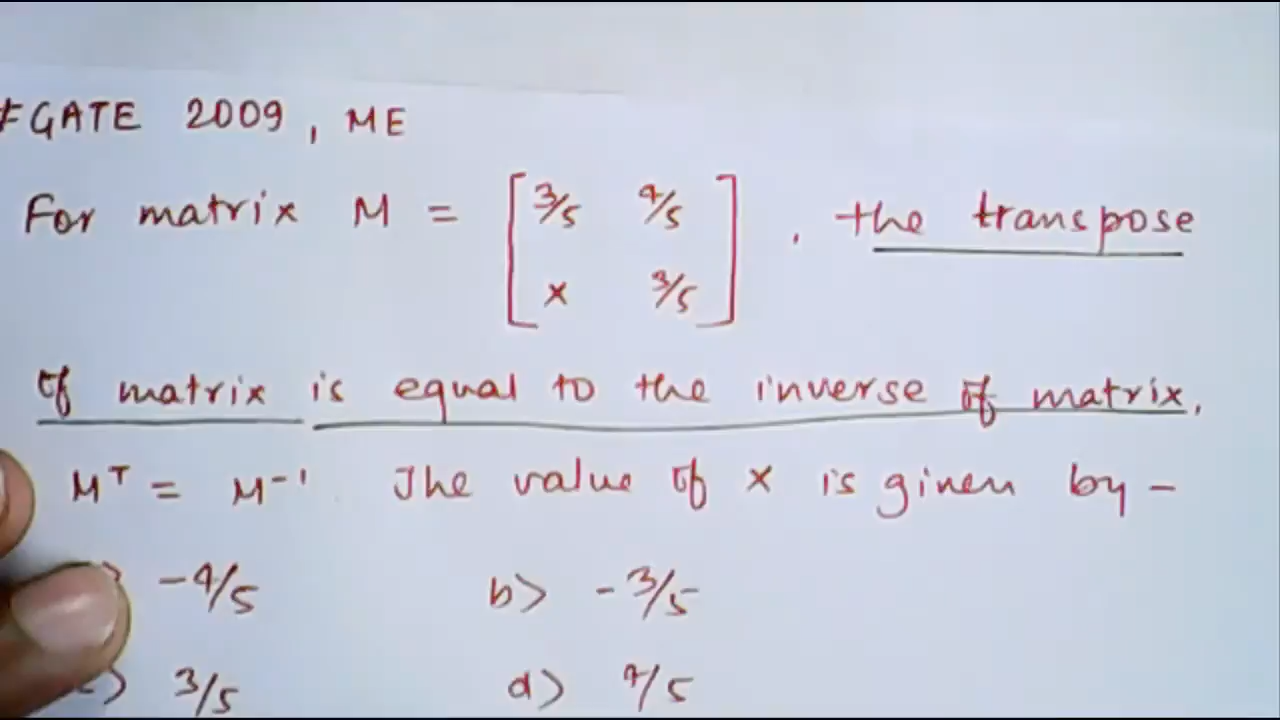 #GATE 2009, ME
For matrix M = [3/5 4/5
x 3/5] , the transpose
of matrix is equal to the inverse of matrix.
Mᵀ = M⁻¹ The value of x is given by -
-4/5 b> -3/5
> 3/5 d> 4/5